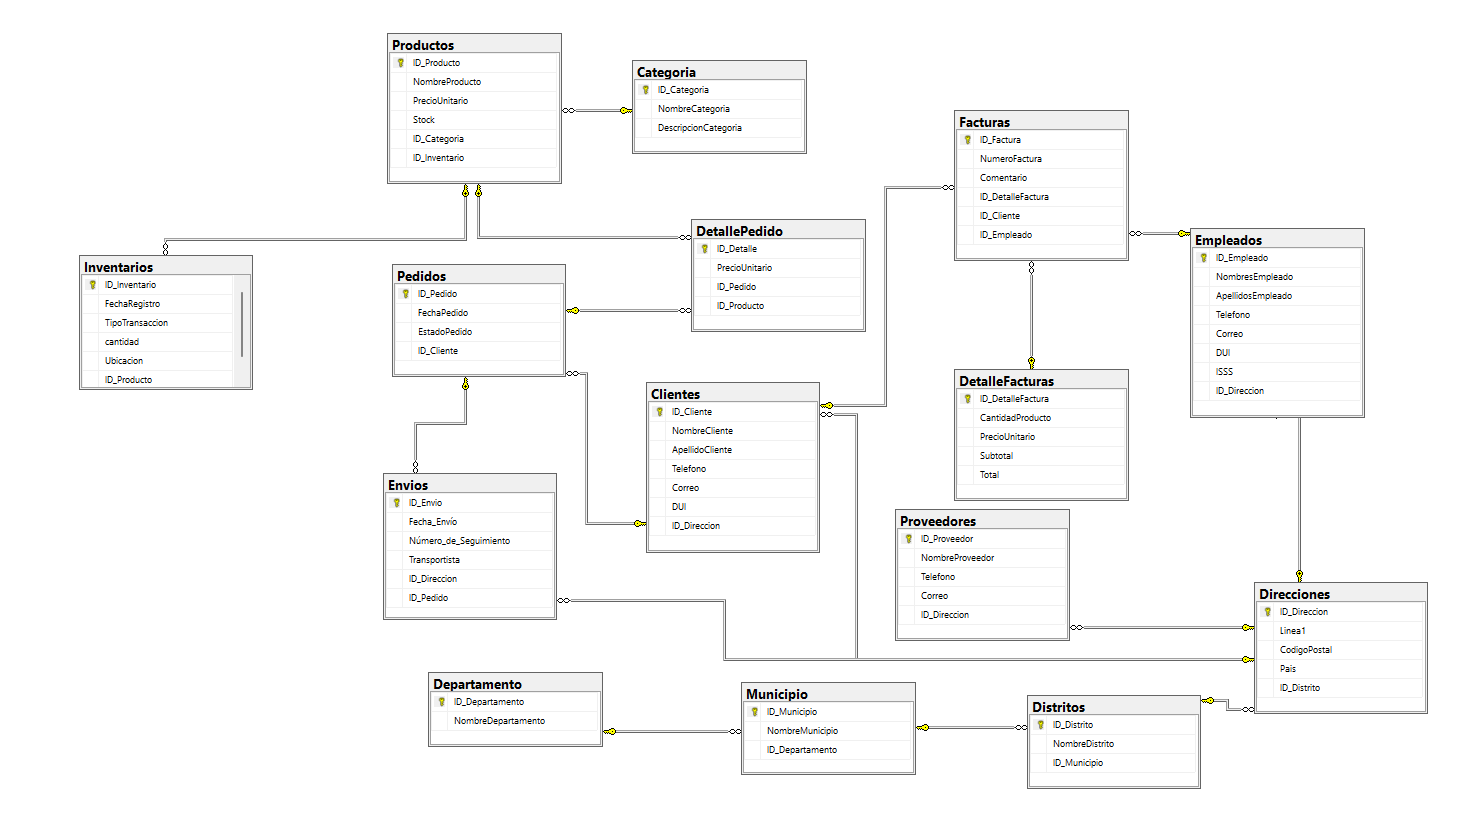 Productos
ID_Producto
NombreProducto
PrecioUnitario
Stock
ID_Categoria
ID_Inventario
Categoria
ID_Categoria
NombreCategoria
DescripcionCategoria
Facturas
ID_Factura
NumeroFactura
Comentario
ID_DetalleFactura
ID_Cliente
ID_Empleado
DetallePedido
ID_Detalle
PrecioUnitario
ID_Pedido
ID_Producto
Empleados
ID_Empleado
NombresEmpleado
ApellidosEmpleado
Telefono
Correo
DUI
ISSS
ID_Direccion
Inventarios
ID_Inventario
FechaRegistro
TipoTransaccion
cantidad
Ubicacion
ID_Producto
Pedidos
ID_Pedido
FechaPedido
EstadoPedido
ID_Cliente
Clientes
ID_Cliente
NombreCliente
ApellidoCliente
Telefono
Correo
DUI
ID_Direccion
DetalleFacturas
ID_DetalleFactura
CantidadProducto
PrecioUnitario
Subtotal
Total
Envios
ID_Envio
Fecha_Envío
Número_de_Seguimiento
Transportista
ID_Direccion
ID_Pedido
Proveedores
ID_Proveedor
NombreProveedor
Telefono
Correo
ID_Direccion
Direcciones
ID_Direccion
Linea1
CodigoPostal
Pais
ID_Distrito
Departamento
ID_Departamento
NombreDepartamento
Municipio
ID_Municipio
NombreMunicipio
ID_Departamento
Distritos
ID_Distrito
NombreDistrito
ID_Municipio